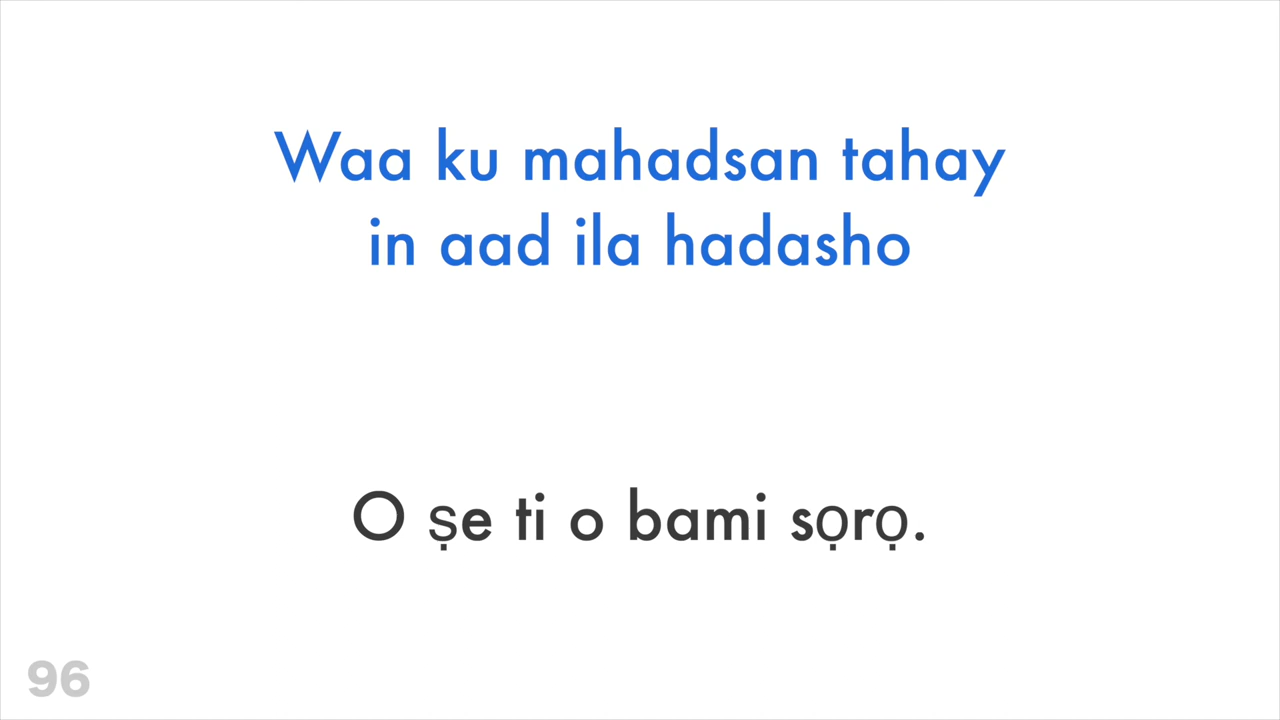 Waa ku mahadsan tahay
in aad ila hadasho
O ṣe ti o bami sọrọ.
96